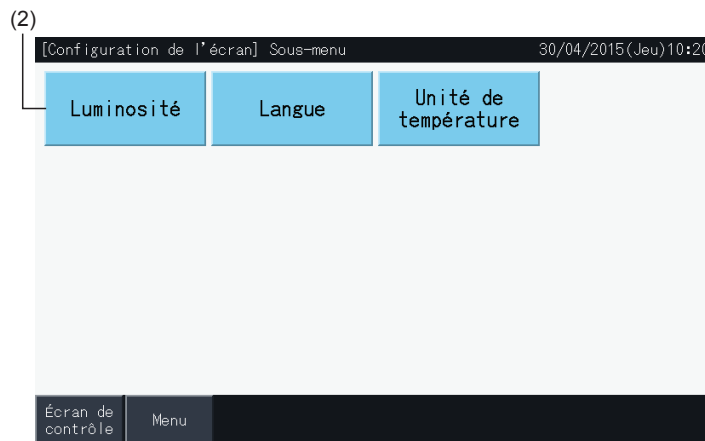 (2)
[Configuration de l'écran] Sous-menu 30/04/2015(Jeu)10:20
Luminosité
Langue
Unité de
température
Écran de
contrôle
Menu